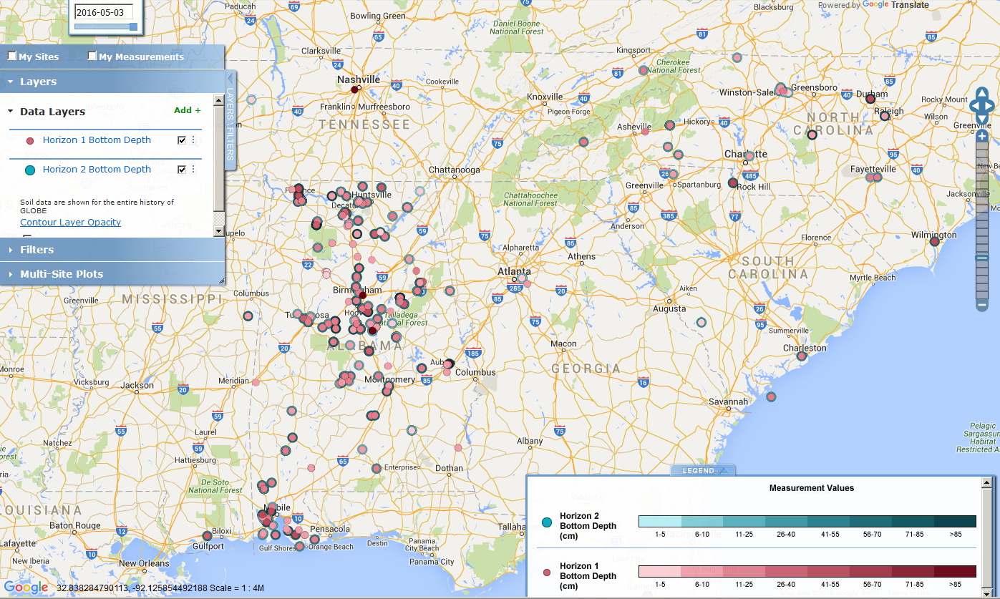 2016-05-03
My Sites My Measurements
Layers
Data Layers Add +
Horizon 1 Bottom Depth
Horizon 2 Bottom Depth
Soil data are shown for the entire history of
GLOBE
Contour Layer Opacity
Filters
Multi-Site Plots
LAYERS \ FILTERS
Powered by Google Translate
Paducah
Bowling Green
Daniel Boone
National Forest
Blacksburg
Clarksville
Kingsport
Cherokee
National Forest
Nashville
Cookeville
Knoxville
Winston-Salem
Greensboro
Durham
Rocky Mount
Franklin
Murfreesboro
Pigeon Forge
Raleigh
Wilson
TENNESSEE
Asheville
Hickory
NORTH
CAROLINA
Greenville
Charlotte
Chattanooga
Fayetteville
Greenville
Spartanburg
Rock Hill
Huntsville
Chattahoochee
National Forest
Jacksonville
Anderson
Florence
Wilmington
Alpharetta
Athens
SOUTH
CAROLINA
Atlanta
Myrtle Beach
Greenville
MISSISSIPPI
Columbus
Birmingham
Aiken
Augusta
Talladega
National Forest
Summerville
ALABAMA
Macon
Charleston
GEORGIA
Monroe
Vicksburg
Jackson
Meridian
Montgomery
Columbus
Savannah
Laurel
Natchez
Hattiesburg
Albany
Pelagic
Sargassum
Habitat
Restricted
Enterprise
Dothan
De Soto
National Forest
Mobile
Baton Rouge
Biloxi
Gulfport
Pensacola
Gulf Shores
Orange Beach
Destin
Panama
City Beach
Panama City
Lafayette
New Iberia
New Orleans
LEGEND
Measurement Values
Horizon 2
Bottom Depth
(cm)
1-5 6-10 11-25 26-40 41-55 56-70 71-85 >85
Horizon 1
Bottom Depth
(cm)
1-5 6-10 11-25 26-40 41-55 56-70 71-85 >85
Google 32.838284790113, -92.125854492188 Scale = 1 : 4M